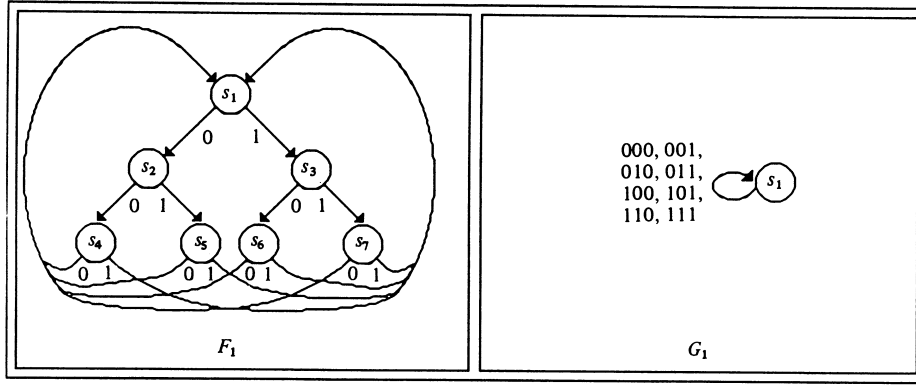 s1
0 1
s2 s3
0 1 0 1
s4 s5 s6 s7
0 1 0 1 0 1 0 1
F1
000, 001,
010, 011,
100, 101,
110, 111
s1
G1